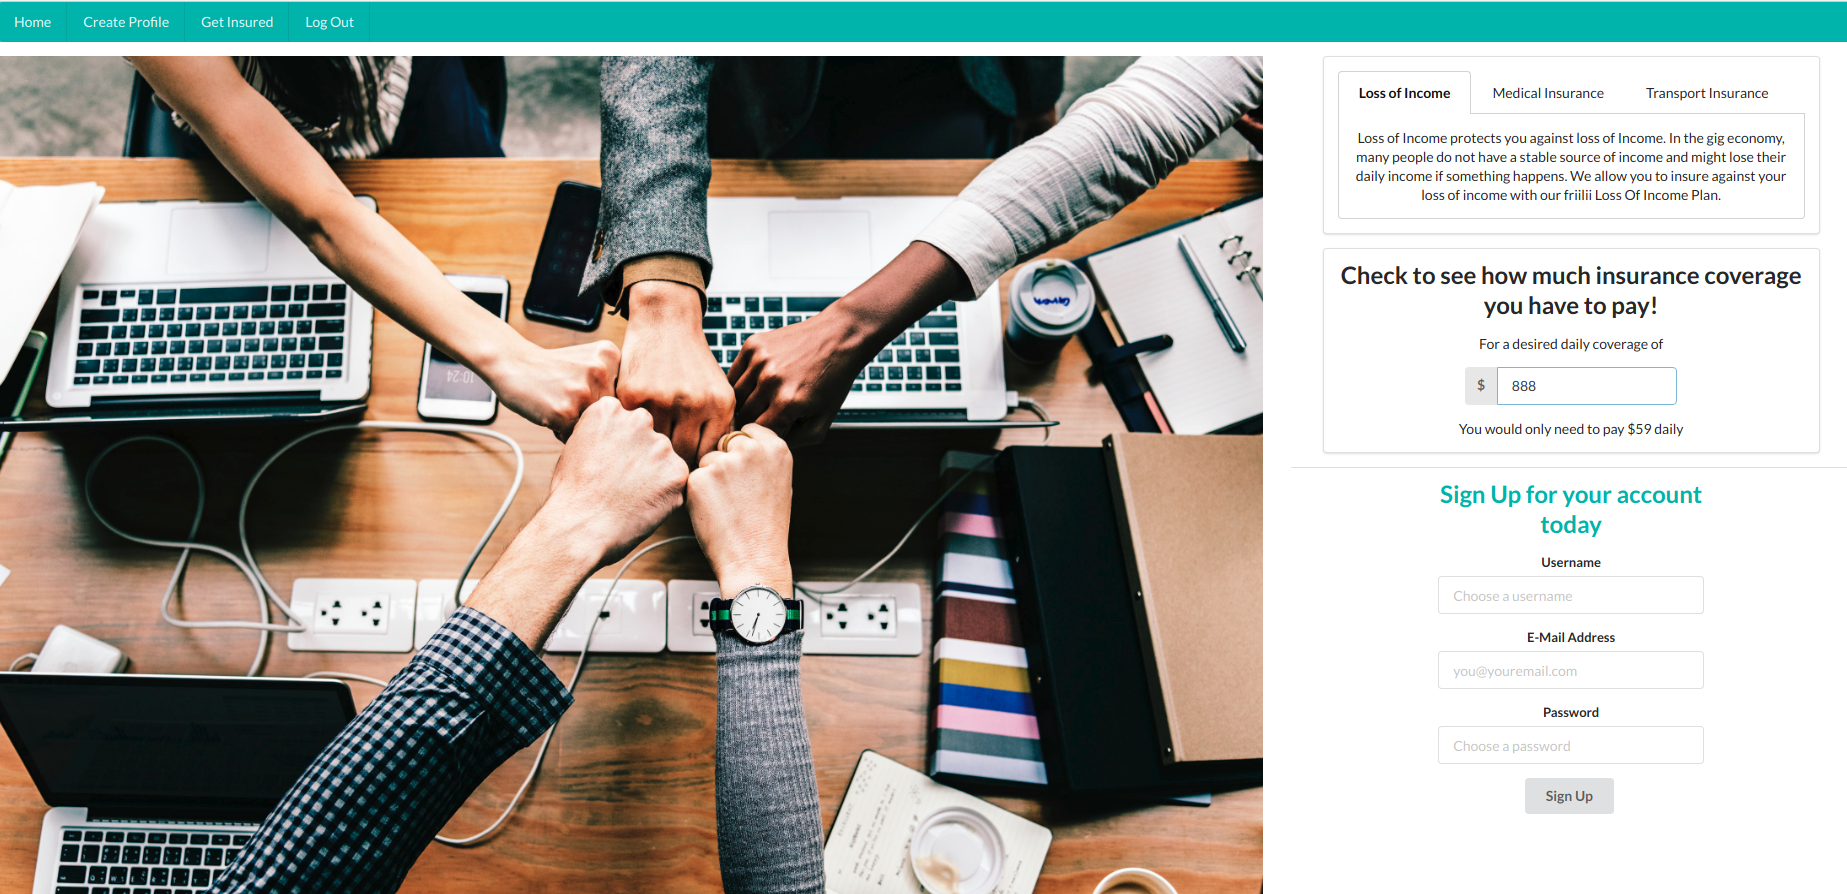 Home Create Profile Get Insured Log Out
Loss of Income Medical Insurance Transport Insurance
Loss of Income protects you against loss of Income. In the gig economy,
many people do not have a stable source of income and might lose their
daily income if something happens. We allow you to insure against your
loss of income with our friilii Loss Of Income Plan.
Check to see how much insurance coverage
you have to pay!
For a desired daily coverage of
$ 888
You would only need to pay $59 daily
Sign Up for your account
today
Username
Choose a username
E-Mail Address
you@youremail.com
Password
Choose a password
Sign Up